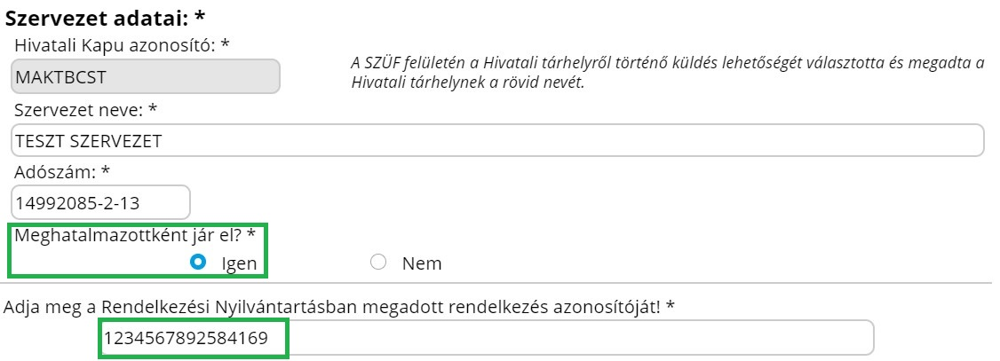 Szervezet adatai: *
Hivatali Kapu azonosító: *
MAKTBCST
A SZÜF felületén a Hivatali tárhelyről történő küldés lehetőségét választotta és megadta a
Hivatali tárhelynek a rövid nevét.
Szervezet neve: *
TESZT SZERVEZET
Adószám: *
14992085-2-13
Meghatalmazottként jár el? *
Igen Nem
Adja meg a Rendelkezési Nyilvántartásban megadott rendelkezés azonosítóját! *
1234567892584169